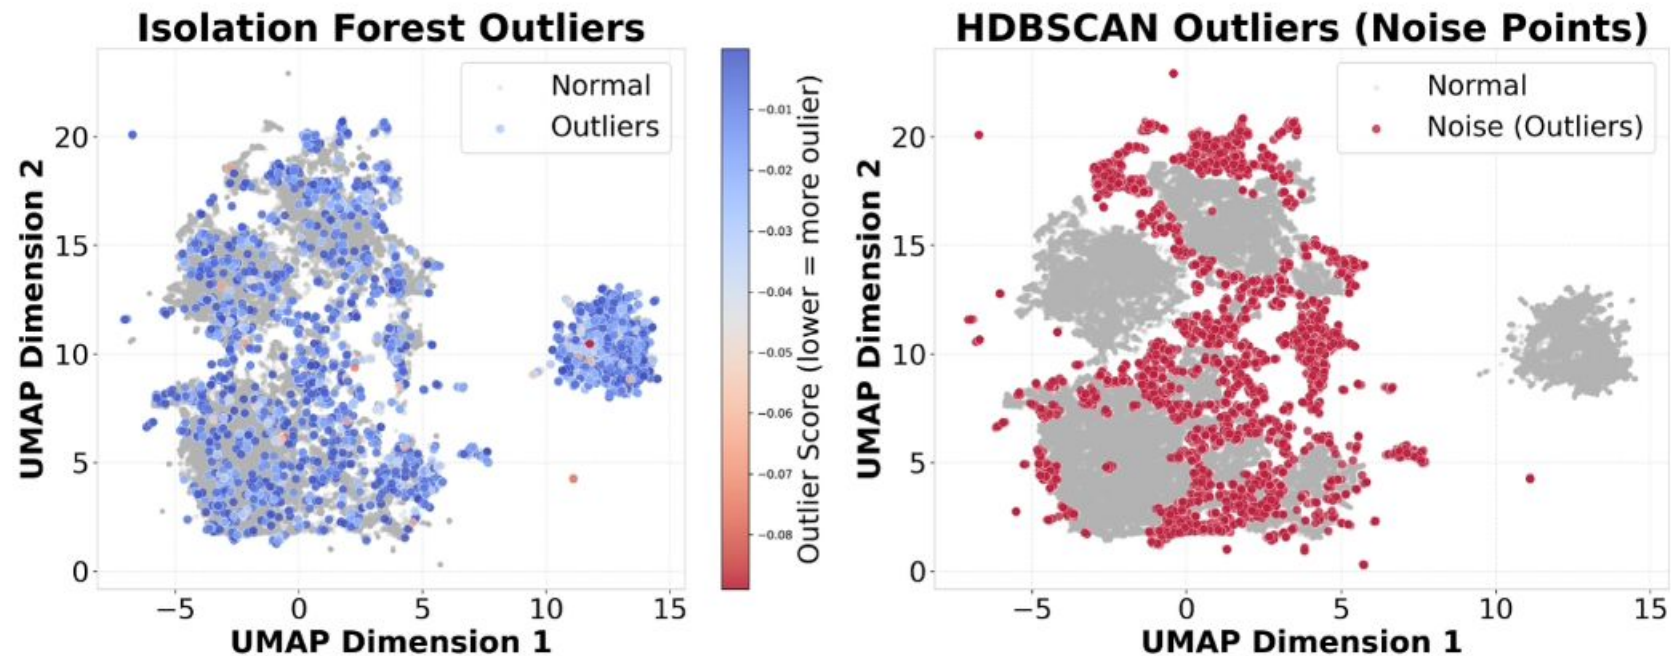 Isolation Forest Outliers
Normal
Outliers
20
15
10
5
0
−5
0
5
10
15
UMAP Dimension 1
UMAP Dimension 2
−0.01
−0.02
−0.03
−0.04
−0.05
−0.06
−0.07
−0.08
Outlier Score (lower = more oulier)
HDBSCAN Outliers (Noise Points)
Normal
Noise (Outliers)
20
15
10
5
0
−5
0
5
10
15
UMAP Dimension 1
UMAP Dimension 2